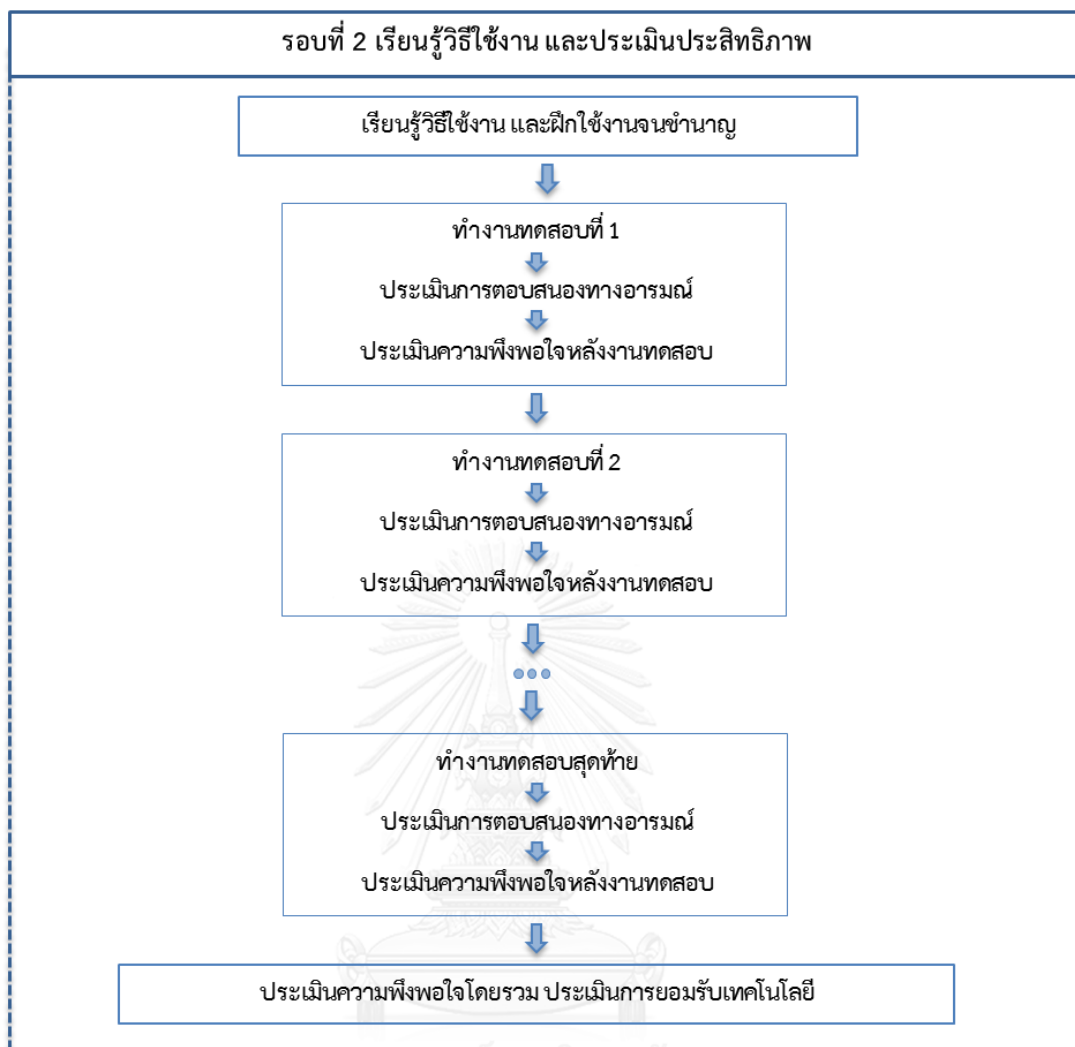 รอบที่ 2 เรียนรู้วิธีใช้งาน และประเมินประสิทธิภาพ
เรียนรู้วิธีใช้งาน และฝึกใช้งานจนชำนาญ
ทำงานทดสอบที่ 1
ประเมินการตอบสนองทางอารมณ์
ประเมินความพึงพอใจหลังงานทดสอบ
ทำงานทดสอบที่ 2
ประเมินการตอบสนองทางอารมณ์
ประเมินความพึงพอใจหลังงานทดสอบ
ทำงานทดสอบสุดท้าย
ประเมินการตอบสนองทางอารมณ์
ประเมินความพึงพอใจหลังงานทดสอบ
ประเมินความพึงพอใจโดยรวม ประเมินการยอมรับเทคโนโลยี